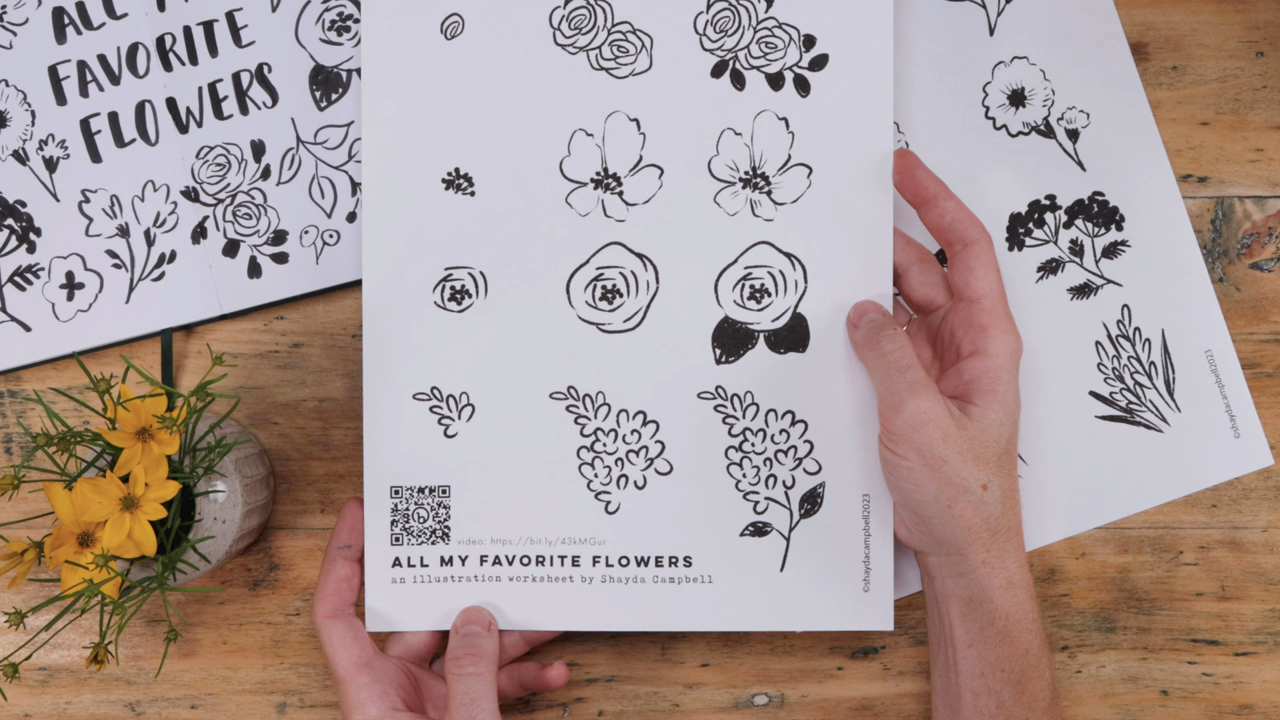 ALL
FAVORITE
FLOWERS
video: https://bit.ly/43kMGur
ALL MY FAVORITE FLOWERS
an illustration worksheet by Shayda Campbell
©shaydacampbell2023
©shaydacampbell2023